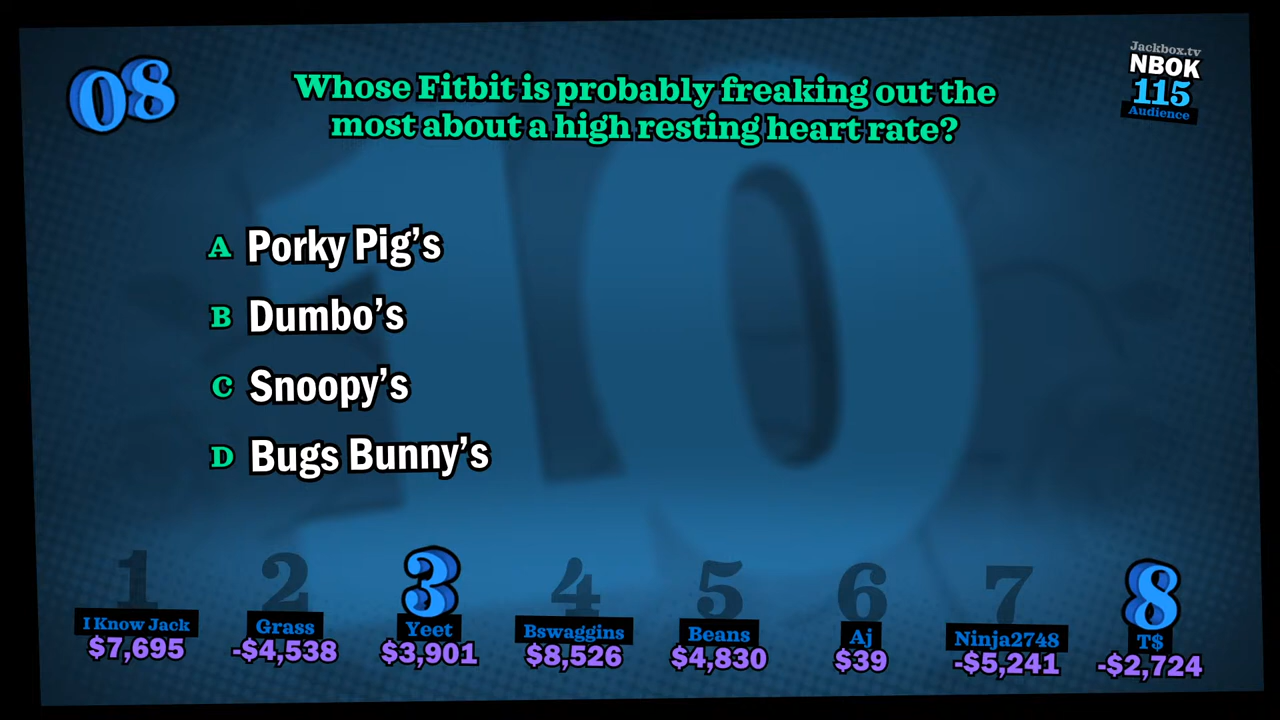 08
Whose Fitbit is probably freaking out the
most about a high resting heart rate?
Jackbox.tv
NBOK
115
Audience
10
A Porky Pig's
B Dumbo's
C Snoopy's
D Bugs Bunny's
1 2 3 4 5 6 7 8
I Know Jack Grass Yeet Bswaggins Beans Aj Ninja2748 T$
$7,695 -$4,538 $3,901 $8,526 $4,830 $39 -$5,241 -$2,724